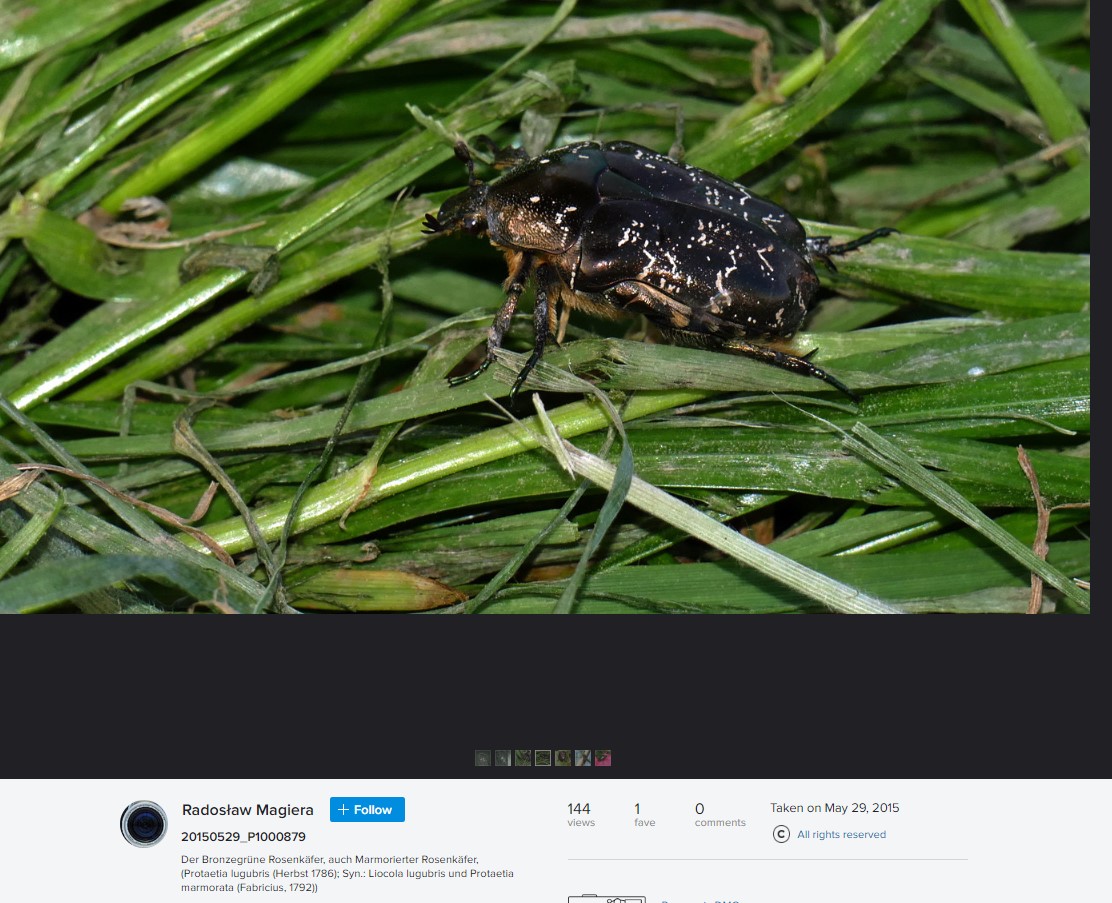 Radosław Magiera
+ Follow
20150529_P1000879
Der Bronzegrüne Rosenkäfer, auch Marmorierter Rosenkäfer,
(Protaetia lugubris (Herbst 1786); Syn.: Liocola lugubris und Protaetia
marmorata (Fabricius, 1792))
144
views
1
fave
0
comments
Taken on May 29, 2015
© All rights reserved